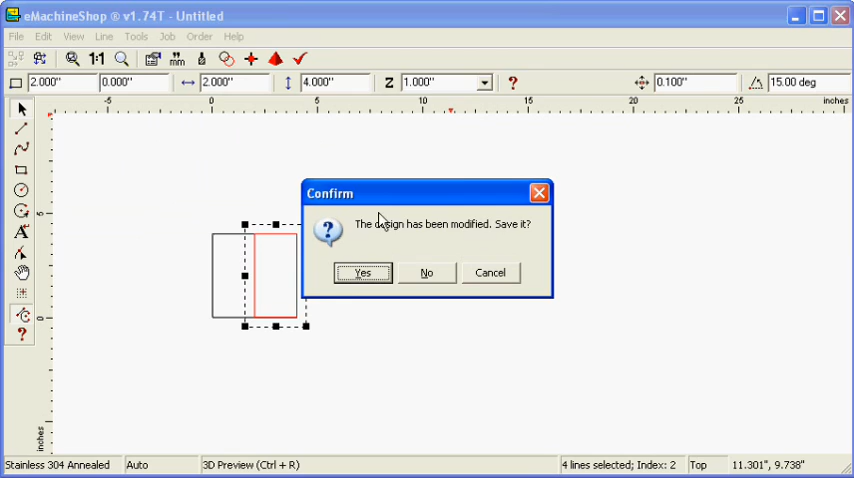 eMachineShop ® v1.74T - Untitled
File Edit View Line Tools Job Order Help
1:1
2.000" 0.000" 2.000" 4.000" Z 1.000" ? 0.100" 15.00 deg
-5 0 5 10 15 20 25 inches
Confirm
The design has been modified. Save it?
Yes No Cancel
5
0
inches
Stainless 304 Annealed Auto 3D Preview (Ctrl + R) 4 lines selected; Index: 2 Top 11.301", 9.738"